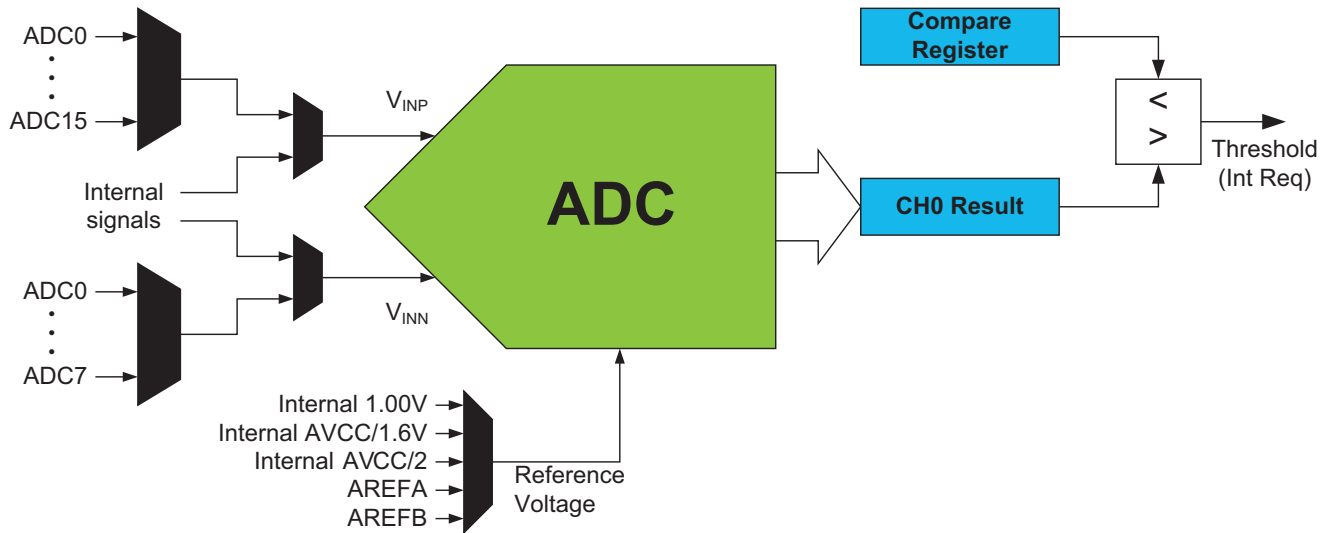 ADC0
ADC15
Internal
signals
ADC0
ADC7
V_INP
V_INN
ADC
Internal 1.00V
Internal AVCC/1.6V
Internal AVCC/2
AREFA
AREFB
Reference
Voltage
Compare
Register
CH0 Result
<
>
Threshold
(Int Req)